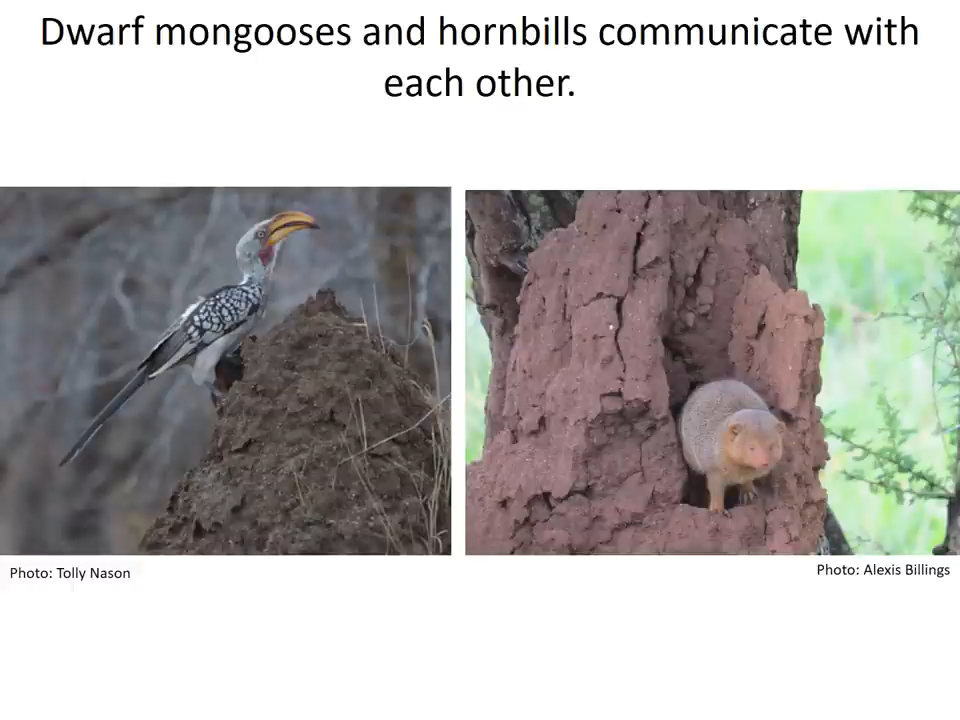 Dwarf mongooses and hornbills communicate with
each other.
Photo: Tolly Nason
Photo: Alexis Billings